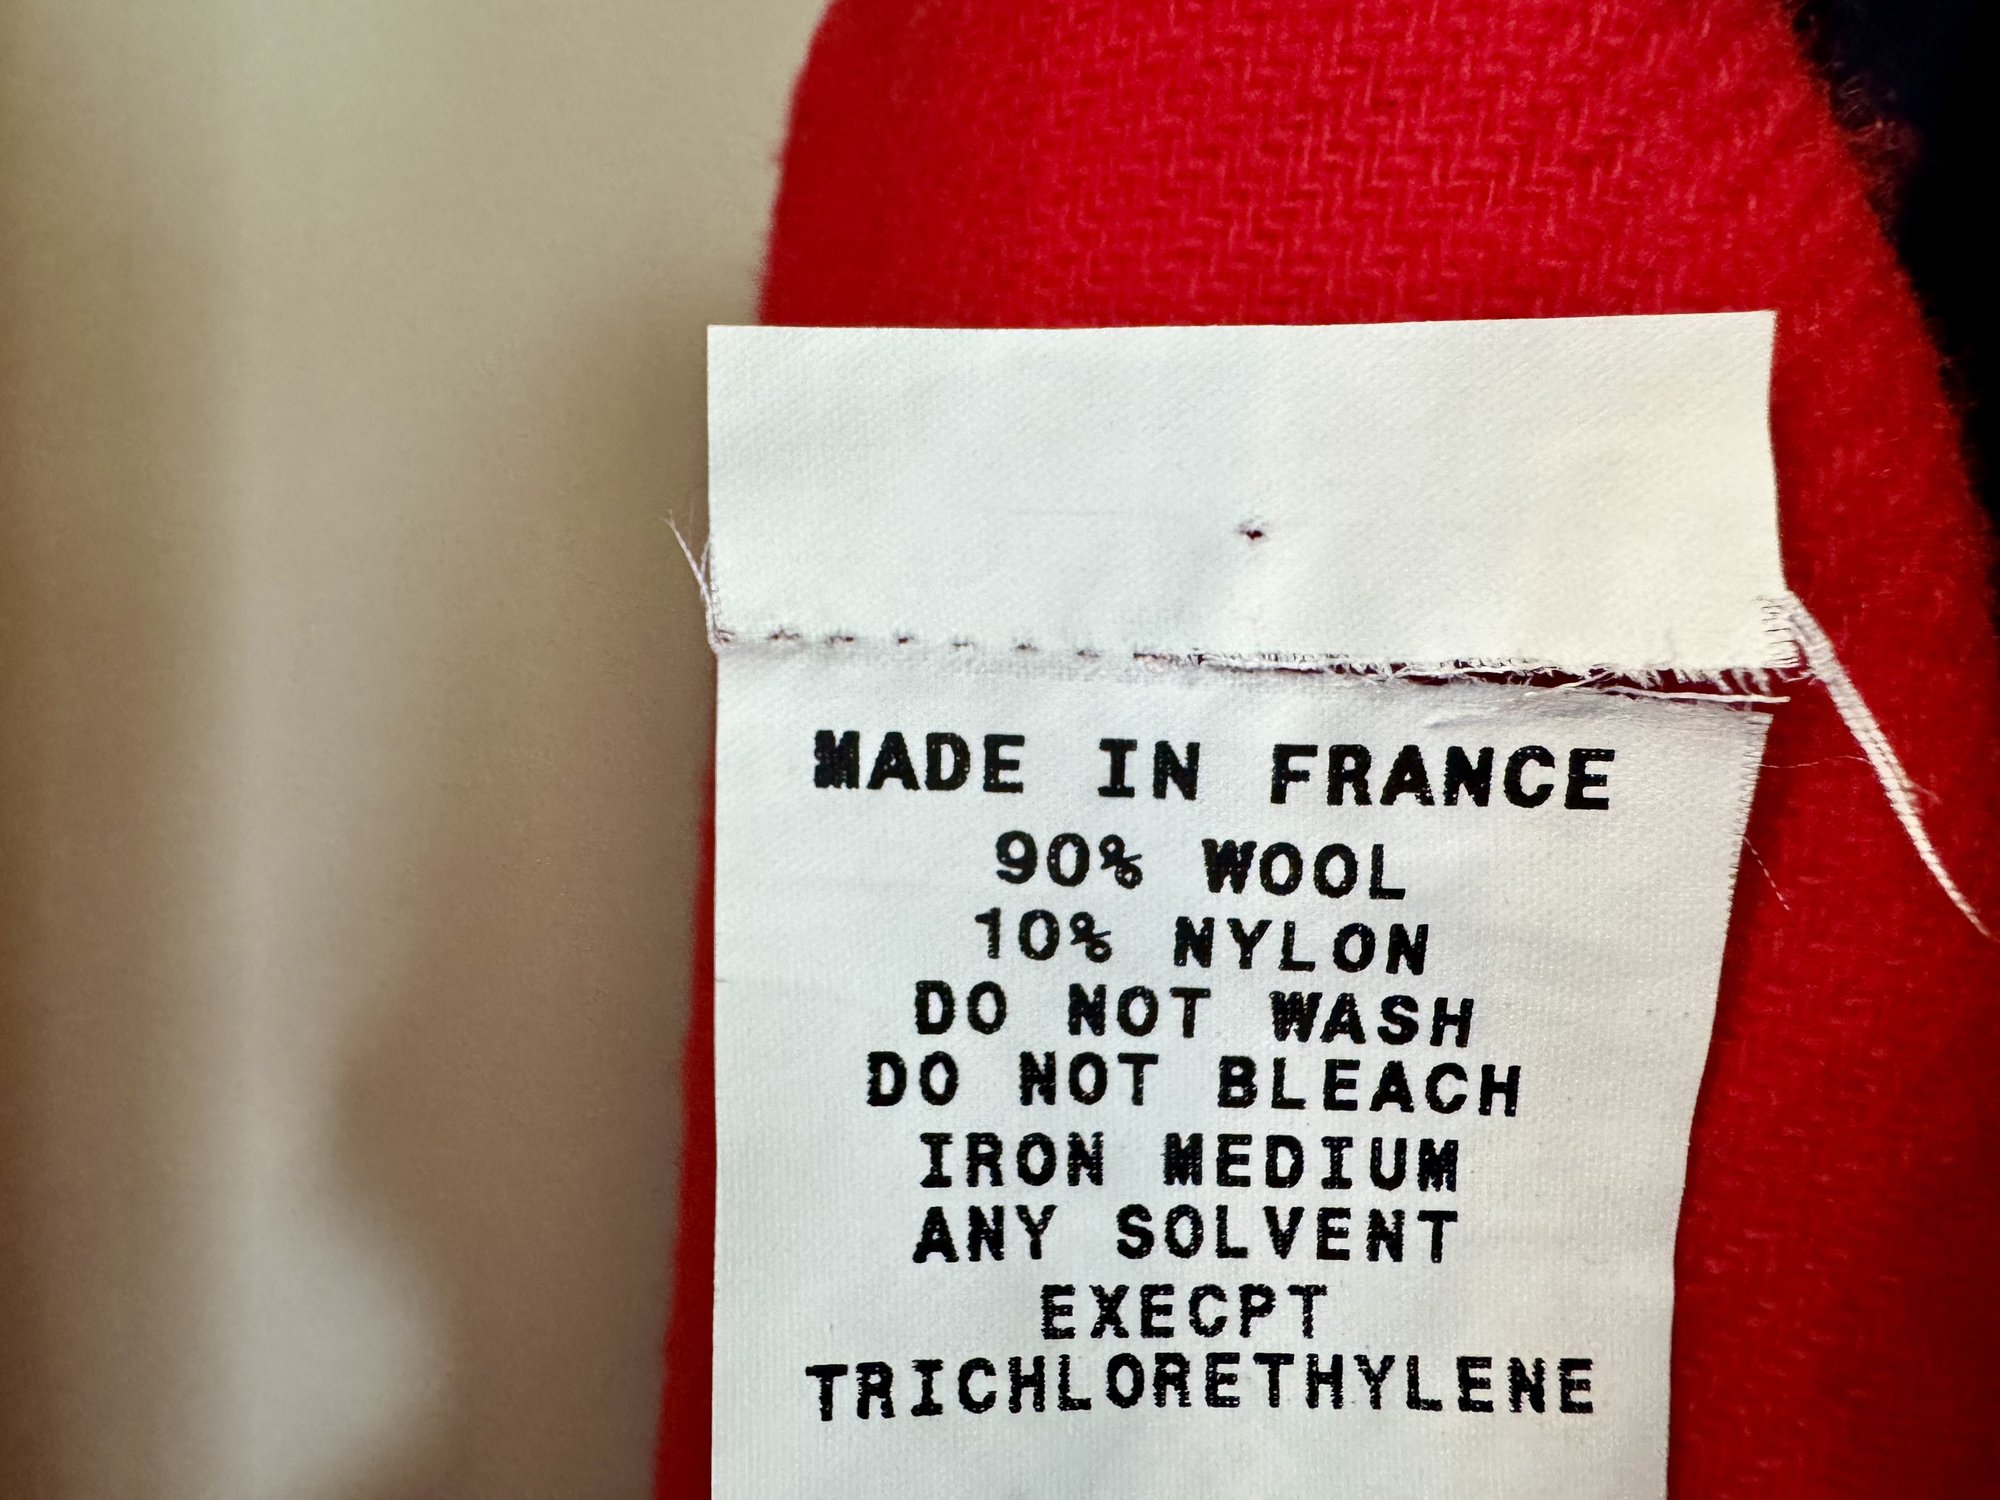 MADE IN FRANCE
90% WOOL
10% NYLON
DO NOT WASH
DO NOT BLEACH
IRON MEDIUM
ANY SOLVENT
EXECPT
TRICHLORETHYLENE